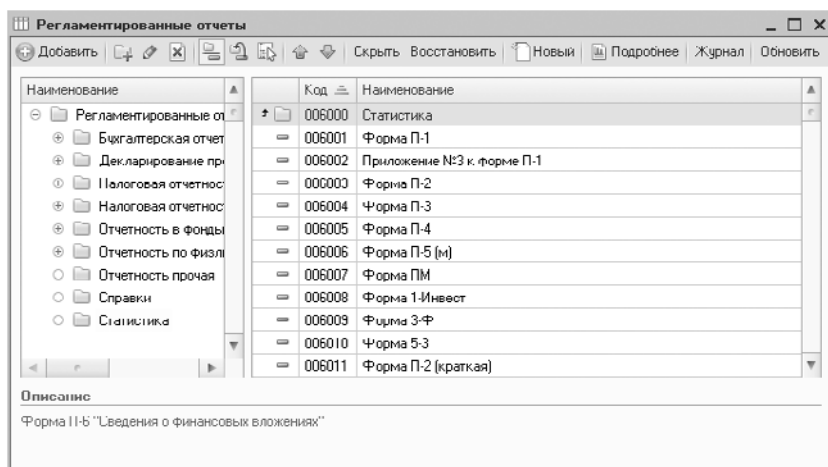 Регламентированные отчеты
Добавить Скрыть Восстановить Новый Подробнее Журнал Обновить
Наименование
Регламентированные от
Бухгалтерская отчет
Декларирование пр
Налоговая отчетнос
Налоговая отчетнос
Отчетность в фонды
Отчетность по физл
Отчетность прочая
Справки
Статистика
Код Наименование
006000 Статистика
006001 Форма П-1
006002 Приложение №3 к форме П-1
006003 Форма П-2
006004 Форма П-3
006005 Форма П-4
006006 Форма П-5 (м)
006007 Форма ПМ
006008 Форма 1-Инвест
006009 Форма 3-Ф
006010 Форма 5-З
006011 Форма П-2 (краткая)
Описание
Форма П-6 "Сведения о финансовых вложениях"